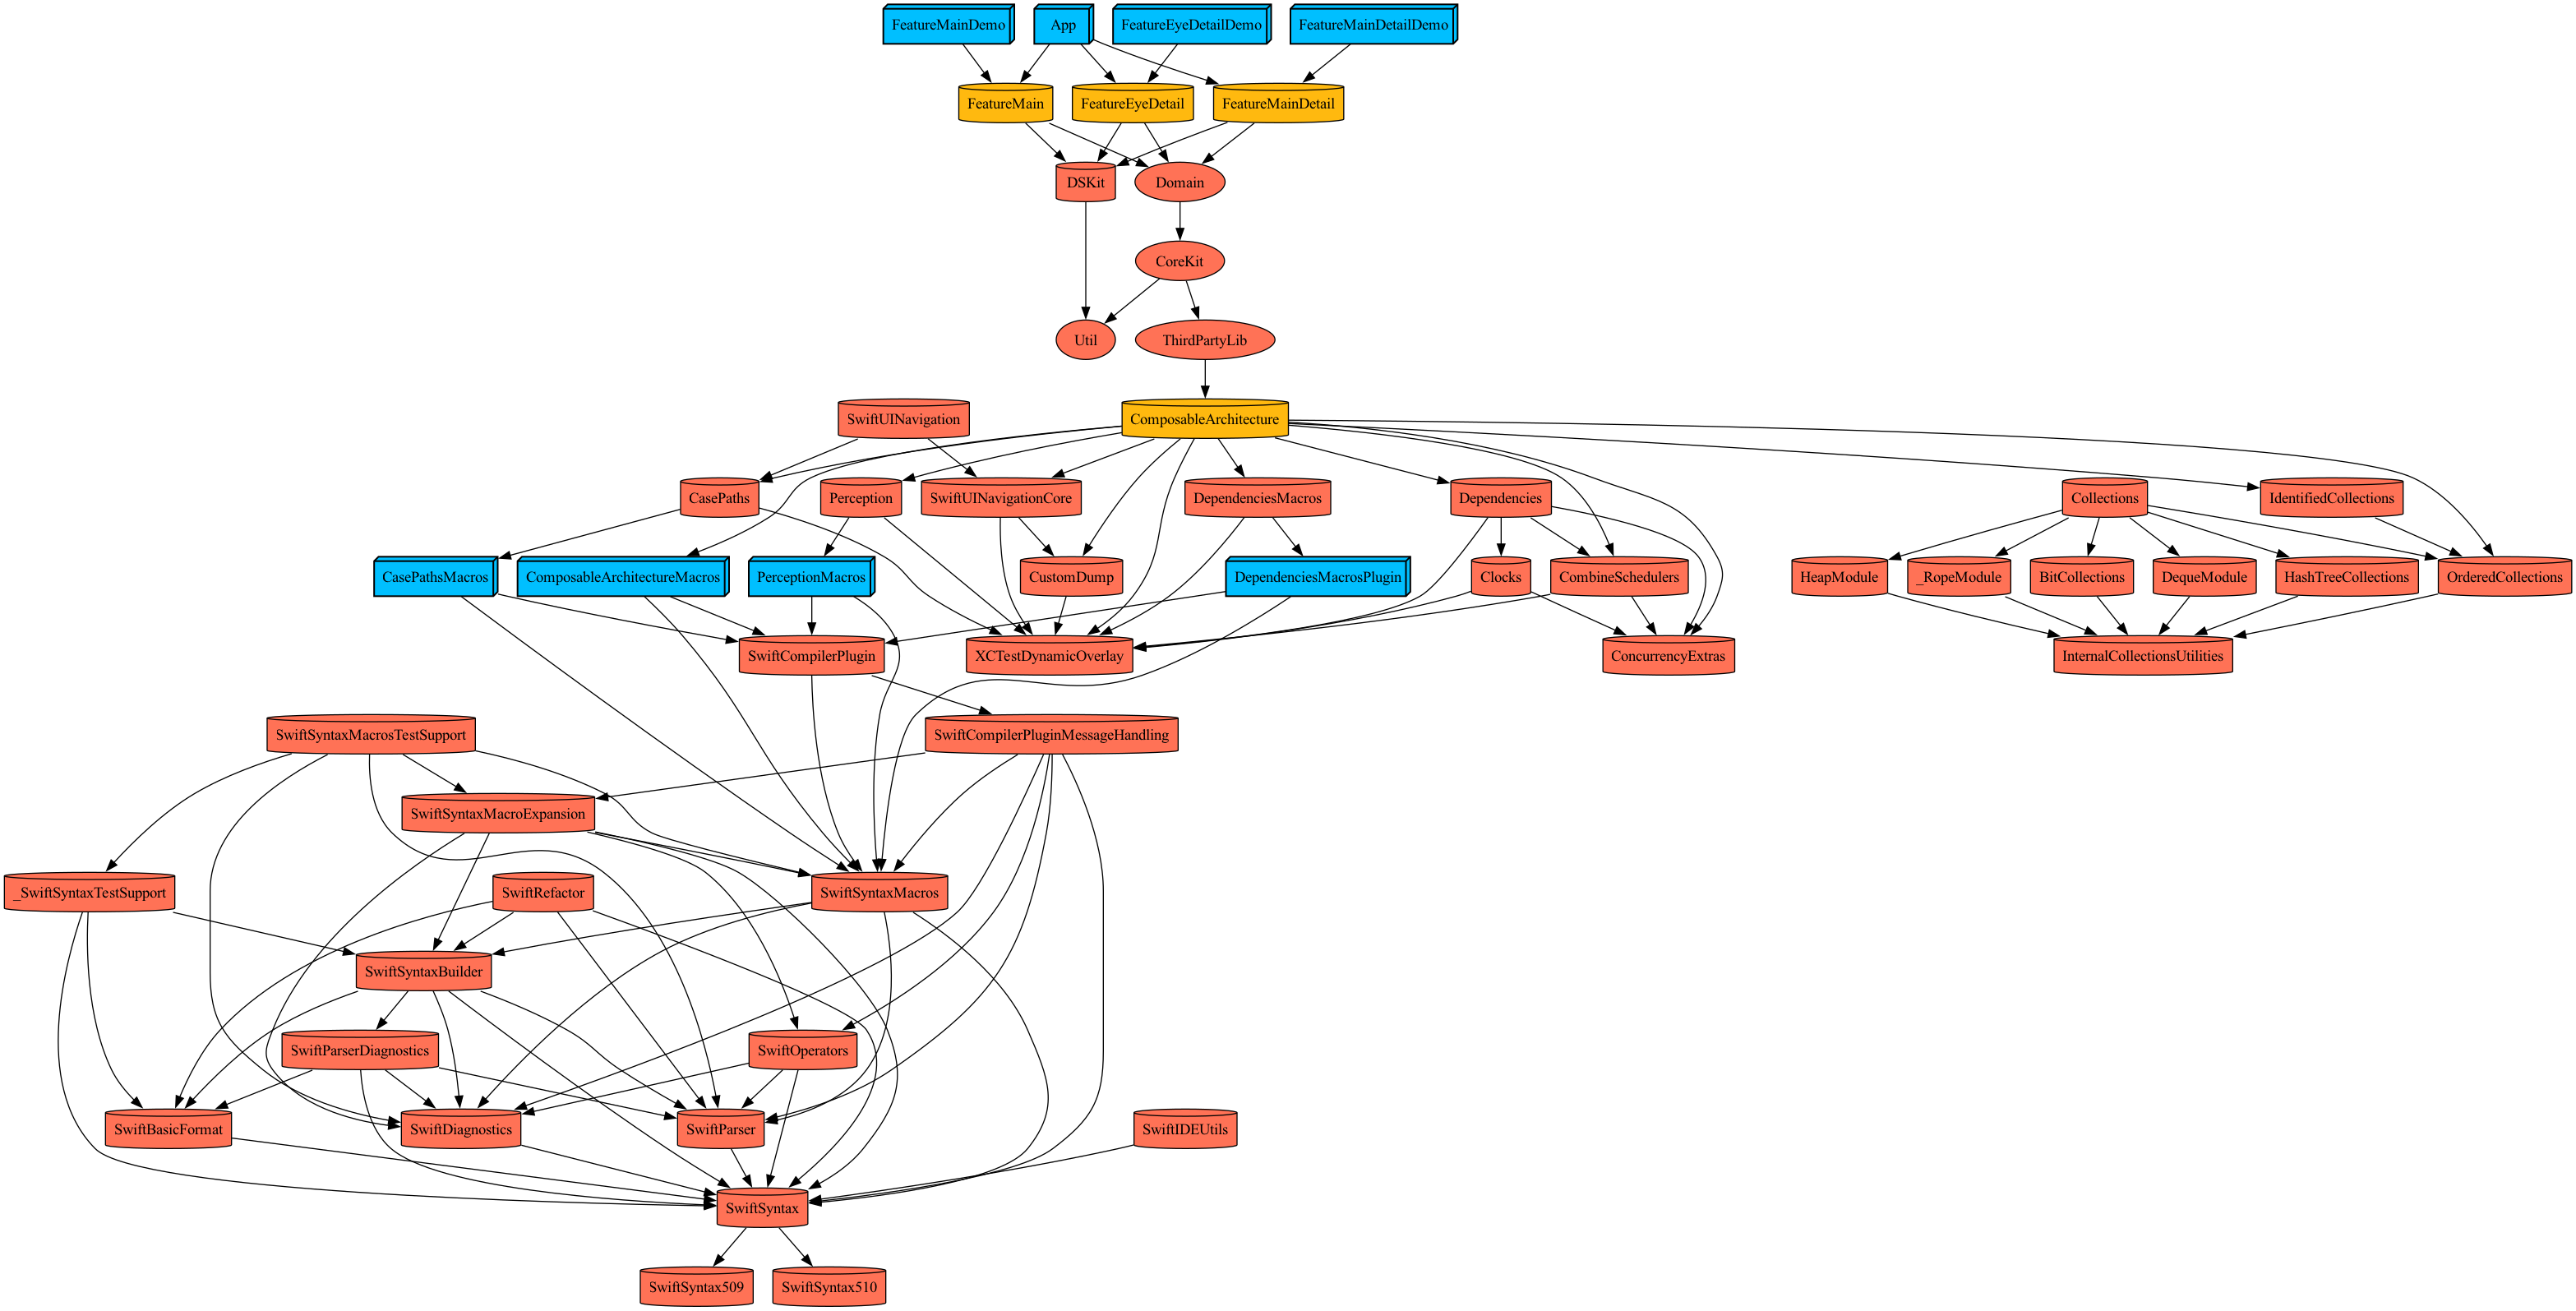 FeatureMainDemo
App
FeatureEyeDetailDemo
FeatureMainDetailDemo
FeatureMain
FeatureEyeDetail
FeatureMainDetail
DSKit
Domain
CoreKit
Util
ThirdPartyLib
SwiftUINavigation
ComposableArchitecture
CasePaths
Perception
SwiftUINavigationCore
DependenciesMacros
Dependencies
Collections
IdentifiedCollections
CasePathsMacros
ComposableArchitectureMacros
PerceptionMacros
CustomDump
DependenciesMacrosPlugin
Clocks
CombineSchedulers
HeapModule
_RopeModule
BitCollections
DequeModule
HashTreeCollections
OrderedCollections
SwiftCompilerPlugin
XCTestDynamicOverlay
ConcurrencyExtras
InternalCollectionsUtilities
SwiftSyntaxMacrosTestSupport
SwiftCompilerPluginMessageHandling
SwiftSyntaxMacroExpansion
_SwiftSyntaxTestSupport
SwiftRefactor
SwiftSyntaxMacros
SwiftSyntaxBuilder
SwiftParserDiagnostics
SwiftOperators
SwiftBasicFormat
SwiftDiagnostics
SwiftParser
SwiftIDEUtils
SwiftSyntax
SwiftSyntax509
SwiftSyntax510